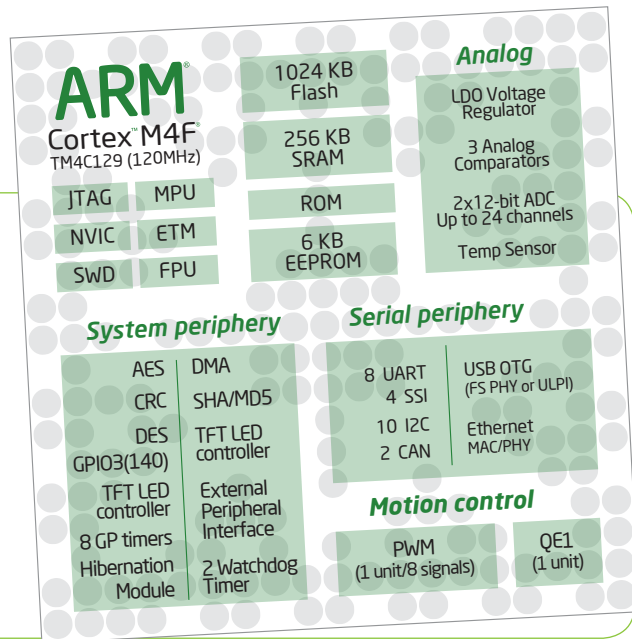 ARM®
Cortex™ M4F®
TM4C129 (120MHz)
JTAG
MPU
NVIC
ETM
SWD
FPU
1024 KB
Flash
256 KB
SRAM
ROM
6 KB
EEPROM
Analog
LDO Voltage
Regulator
3 Analog
Comparators
2x12-bit ADC
Up to 24 channels
Temp Sensor
System periphery
AES
CRC
DES
GPIO3(140)
TFT LED
controller
8 GP timers
Hibernation
Module
DMA
SHA/MD5
TFT LED
controller
External
Peripheral
Interface
2 Watchdog
Timer
Serial periphery
8 UART
4 SSI
10 I2C
2 CAN
USB OTG
(FS PHY or ULPI)
Ethernet
MAC/PHY
Motion control
PWM
(1 unit/8 signals)
QE1
(1 unit)